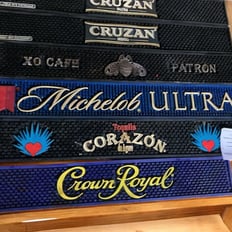 CRUZAN
CRUZAN
XO CAFE PATRON
Michelob. ULTRA
Tequila
CORAZÓN
Crown Royal